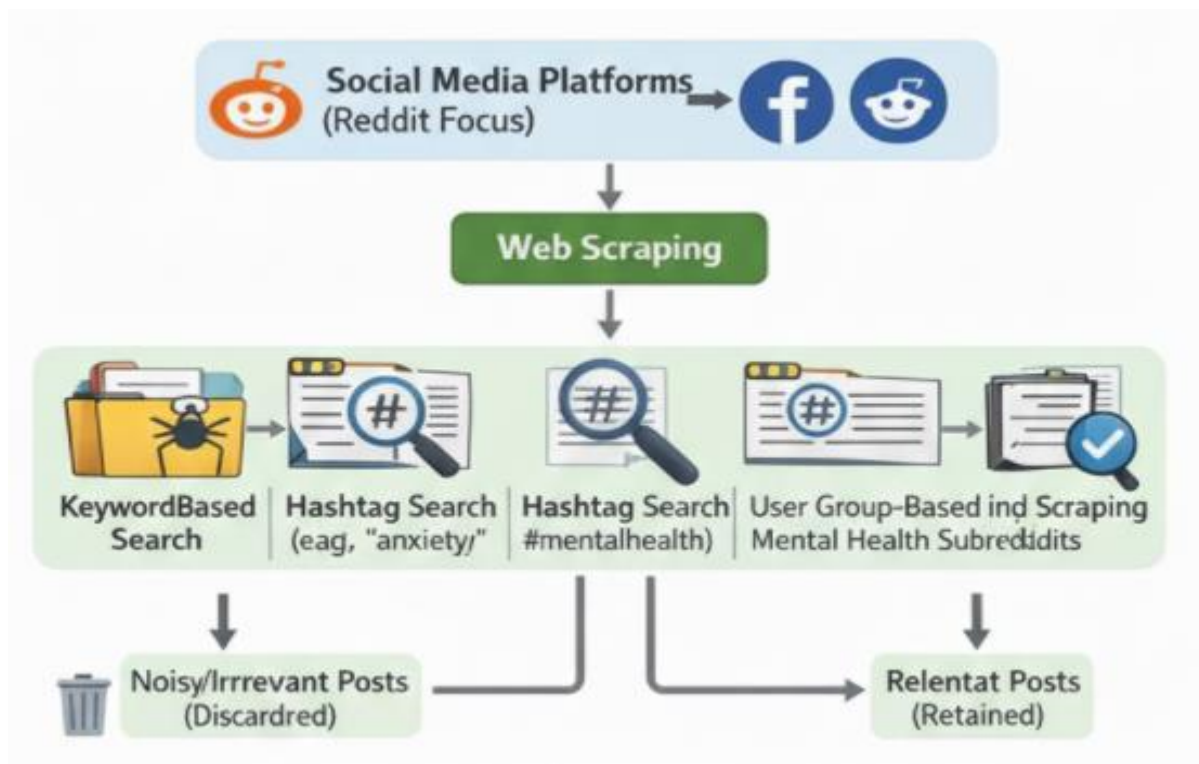 Social Media Platforms
(Reddit Focus)
Web Scraping
KeywordBased
Search
Hashtag Search
(eag, "anxiety/"
Hashtag Search
#mentalhealth)
User Group-Based ind Scraping
Mental Health Subreddidits
Noisy/Irrrevant Posts
(Discardred)
Relentat Posts
(Retained)